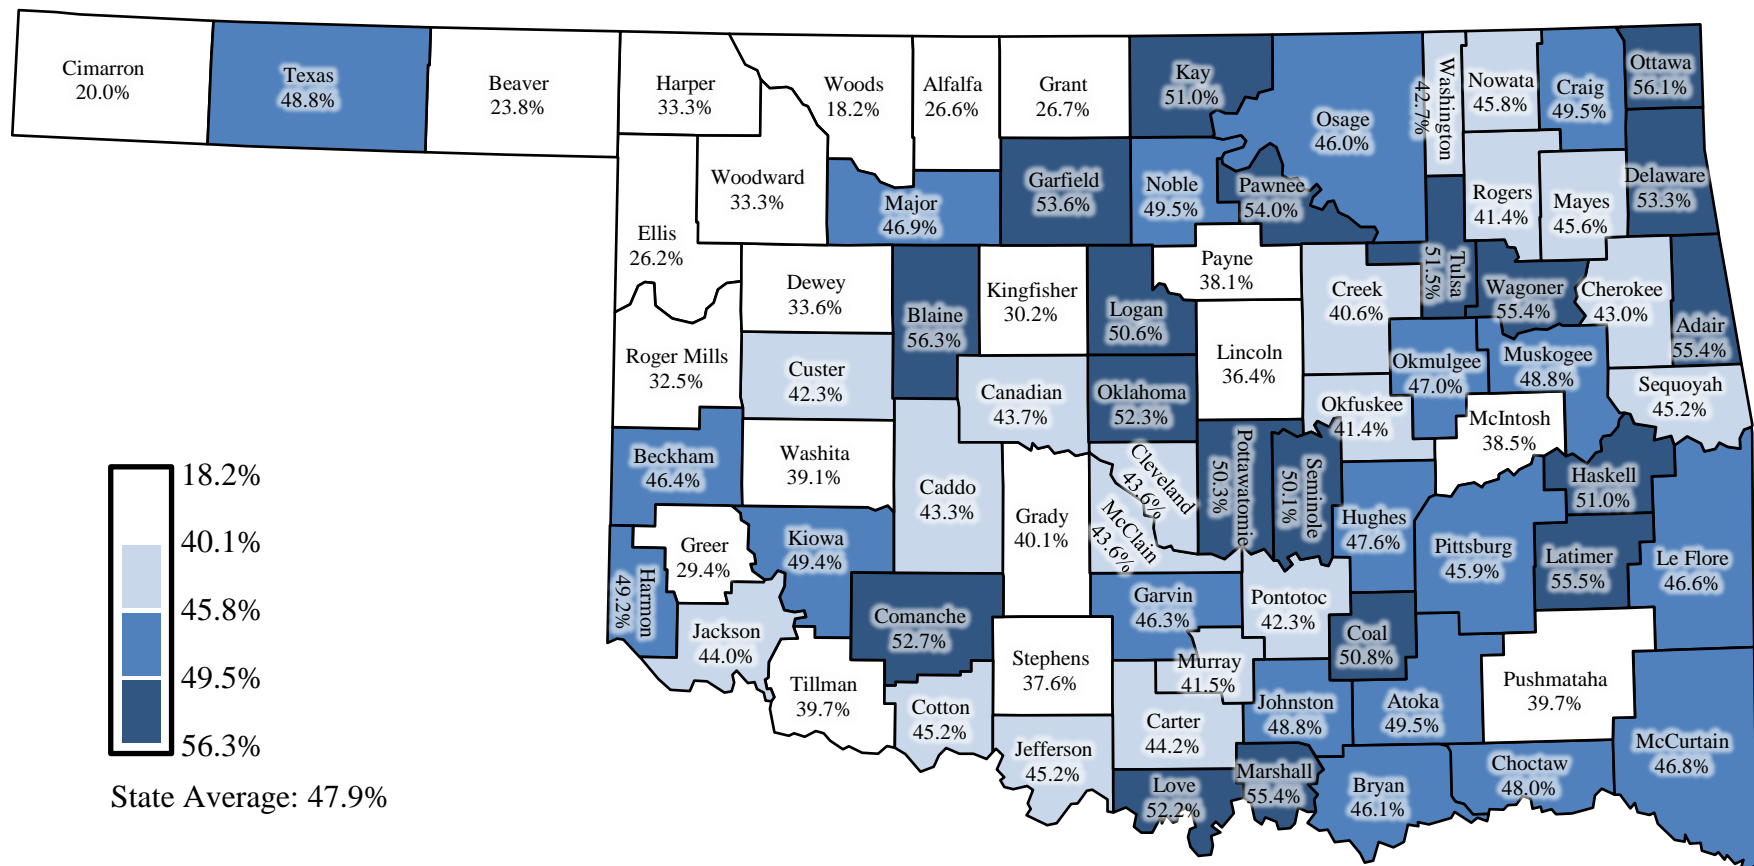 Cimarron
20.0%
Texas
48.8%
Beaver
23.8%
Harper
33.3%
Woods
18.2%
Alfalfa
26.6%
Grant
26.7%
Kay
51.0%
Osage
46.0%
Washington
42.7%
Nowata
45.8%
Craig
49.5%
Ottawa
56.1%
Woodward
33.3%
Major
46.9%
Garfield
53.6%
Noble
49.5%
Pawnee
54.0%
Rogers
41.4%
Mayes
45.6%
Delaware
53.3%
Ellis
26.2%
Dewey
33.6%
Blaine
56.3%
Kingfisher
30.2%
Logan
50.6%
Payne
38.1%
Creek
40.6%
Tulsa
51.5%
Wagoner
55.4%
Cherokee
43.0%
Adair
55.4%
Roger Mills
32.5%
Custer
42.3%
Canadian
43.7%
Oklahoma
52.3%
Lincoln
36.4%
Okmulgee
47.0%
Muskogee
48.8%
Sequoyah
45.2%
Okfuskee
41.4%
McIntosh
38.5%
Beckham
46.4%
Washita
39.1%
Caddo
43.3%
Grady
40.1%
Cleveland
43.6%
McClain
43.6%
Pottawatomie
50.3%
Seminole
50.1%
Hughes
47.6%
Pittsburg
45.9%
Haskell
51.0%
Latimer
55.5%
Le Flore
46.6%
Harmon
49.2%
Greer
29.4%
Kiowa
49.4%
Jackson
44.0%
Comanche
52.7%
Tillman
39.7%
Cotton
45.2%
Stephens
37.6%
Jefferson
45.2%
Garvin
46.3%
Murray
41.5%
Carter
44.2%
Love
52.2%
Pontotoc
42.3%
Coal
50.8%
Johnston
48.8%
Marshall
55.4%
Atoka
49.5%
Bryan
46.1%
Pushmataha
39.7%
Choctaw
48.0%
McCurtain
46.8%
18.2%
40.1%
45.8%
49.5%
56.3%
State Average: 47.9%